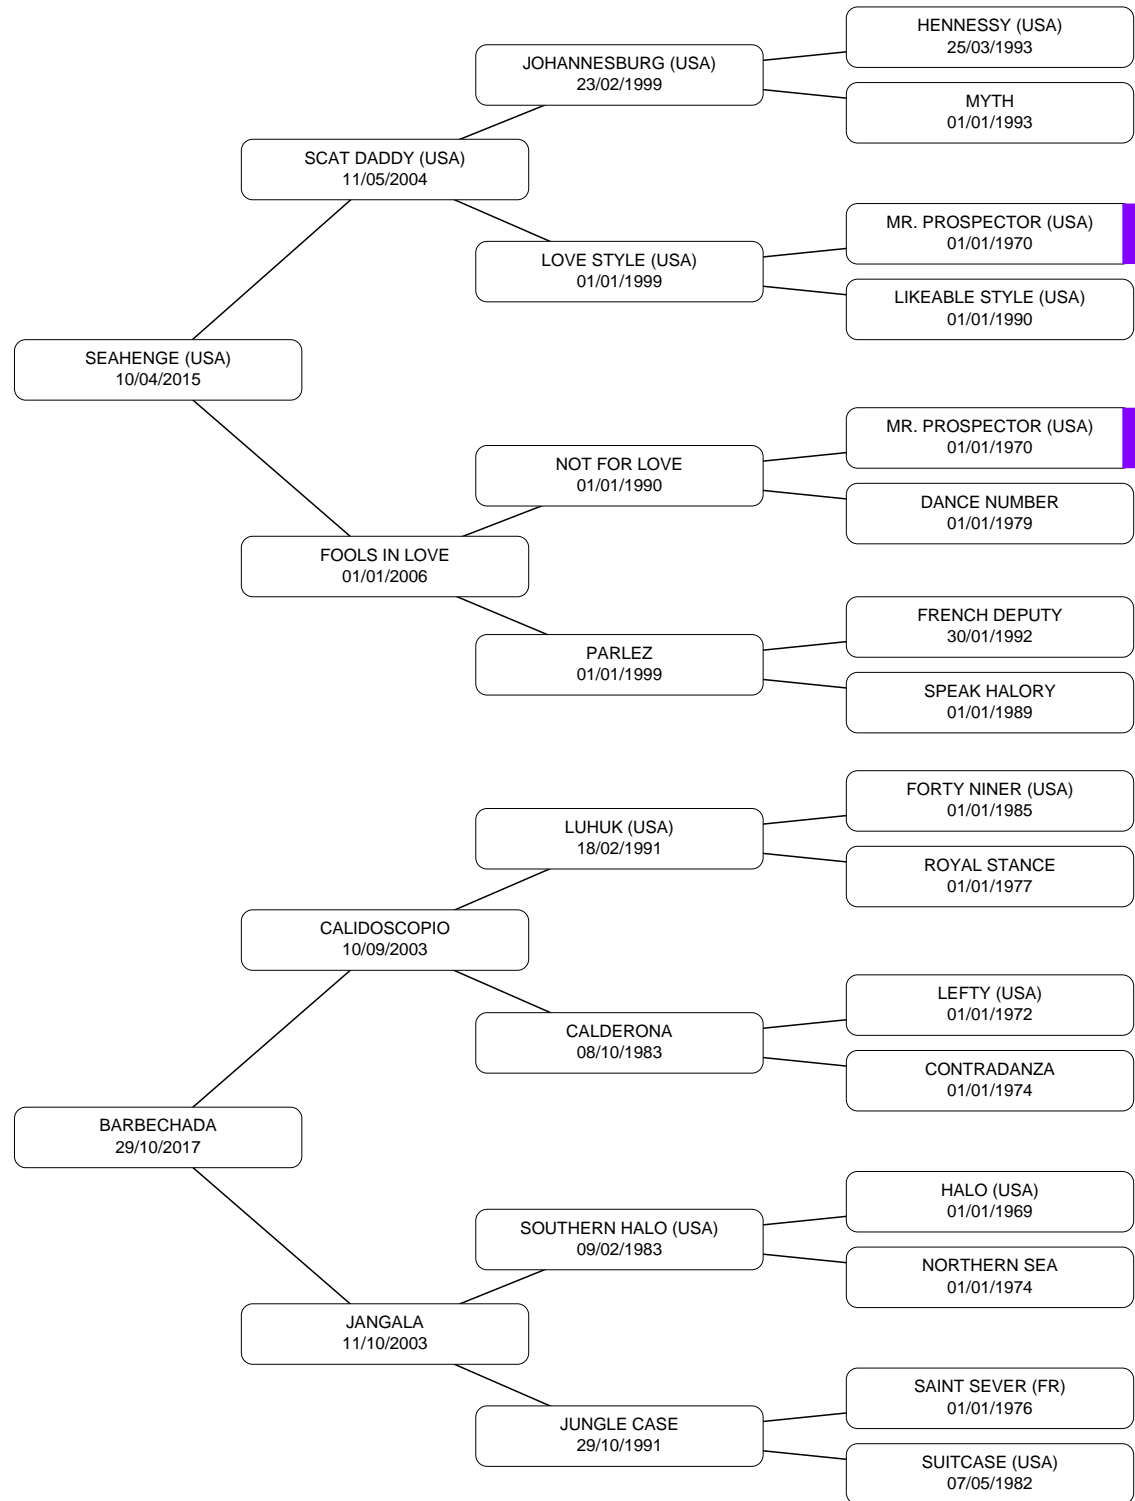 HENNESSY (USA)
25/03/1993
JOHANNESBURG (USA)
23/02/1999
MYTH
01/01/1993
SCAT DADDY (USA)
11/05/2004
MR. PROSPECTOR (USA)
01/01/1970
LOVE STYLE (USA)
01/01/1999
LIKEABLE STYLE (USA)
01/01/1990
SEAHENGE (USA)
10/04/2015
MR. PROSPECTOR (USA)
01/01/1970
NOT FOR LOVE
01/01/1990
DANCE NUMBER
01/01/1979
FOOLS IN LOVE
01/01/2006
FRENCH DEPUTY
30/01/1992
PARLEZ
01/01/1999
SPEAK HALORY
01/01/1989
FORTY NINER (USA)
01/01/1985
LUHUK (USA)
18/02/1991
ROYAL STANCE
01/01/1977
CALIDOSCOPIO
10/09/2003
LEFTY (USA)
01/01/1972
CALDERONA
08/10/1983
CONTRADANZA
01/01/1974
BARBECHADA
29/10/2017
HALO (USA)
01/01/1969
SOUTHERN HALO (USA)
09/02/1983
NORTHERN SEA
01/01/1974
JANGALA
11/10/2003
SAINT SEVER (FR)
01/01/1976
JUNGLE CASE
29/10/1991
SUITCASE (USA)
07/05/1982